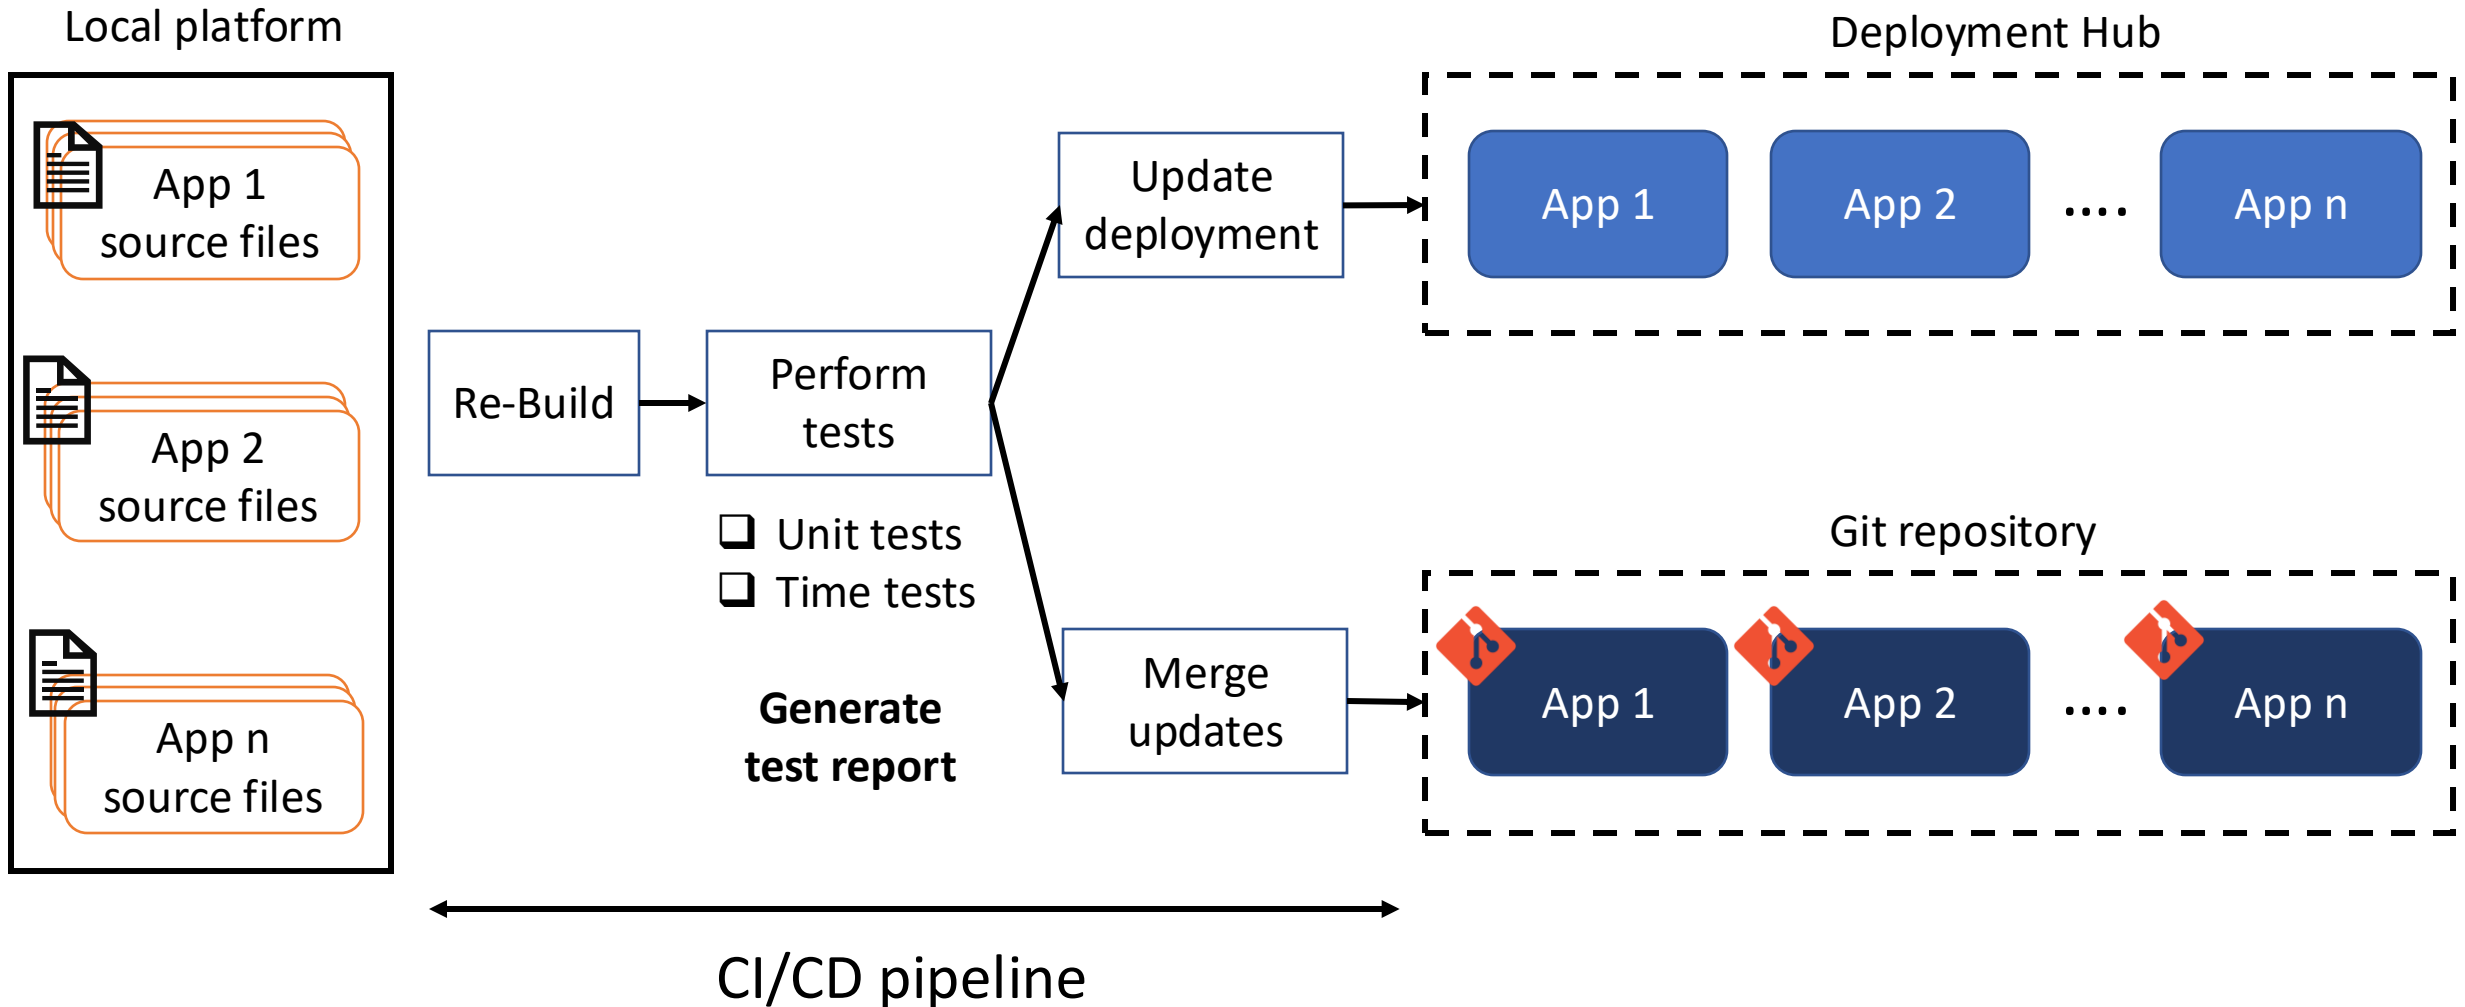 Local platform
App 1
source files
App 2
source files
App n
source files
Re-Build
Perform
tests
Unit tests
Time tests
Generate
test report
Update
deployment
Merge
updates
Deployment Hub
App 1
App 2
....
App n
Git repository
App 1
App 2
....
App n
CI/CD pipeline